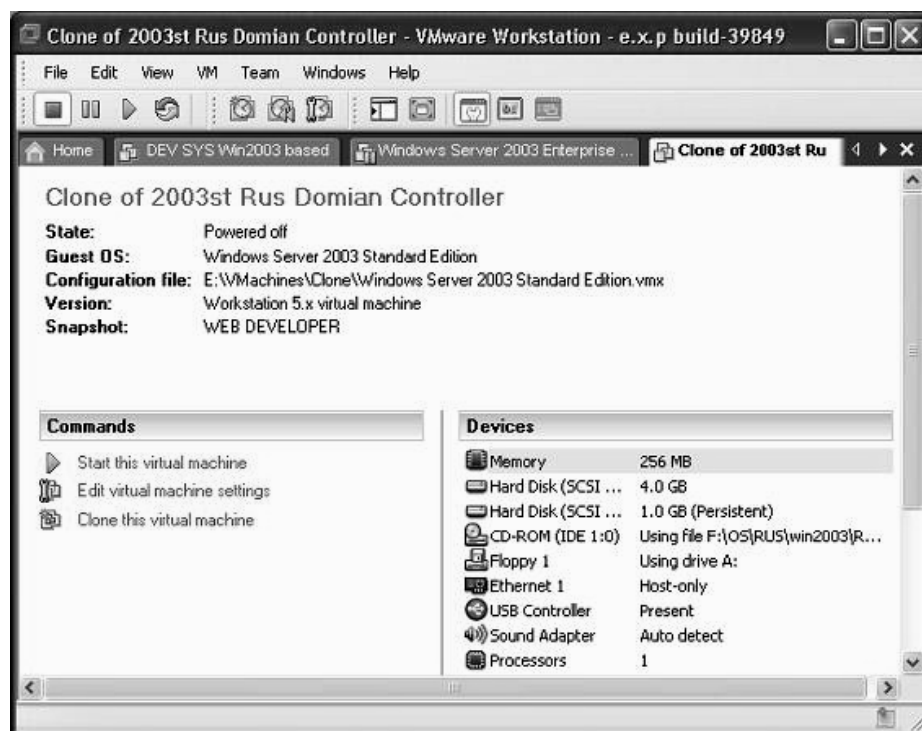 Clone of 2003st Rus Domian Controller - VMware Workstation - e.x.p build-39849
File Edit View VM Team Windows Help
Home DEV SYS Win2003 based Windows Server 2003 Enterprise ... Clone of 2003st Ru
Clone of 2003st Rus Domian Controller
State: Powered off
Guest OS: Windows Server 2003 Standard Edition
Configuration file: E:\VMachines\Clone\Windows Server 2003 Standard Edition.vmx
Version: Workstation 5.x virtual machine
Snapshot: WEB DEVELOPER
Commands
Start this virtual machine
Edit virtual machine settings
Clone this virtual machine
Devices
Memory 256 MB
Hard Disk (SCSI ... 4.0 GB
Hard Disk (SCSI ... 1.0 GB (Persistent)
CD-ROM (IDE 1:0) Using file F:\OS\RUS\win2003\R...
Floppy 1 Using drive A:
Ethernet 1 Host-only
USB Controller Present
Sound Adapter Auto detect
Processors 1